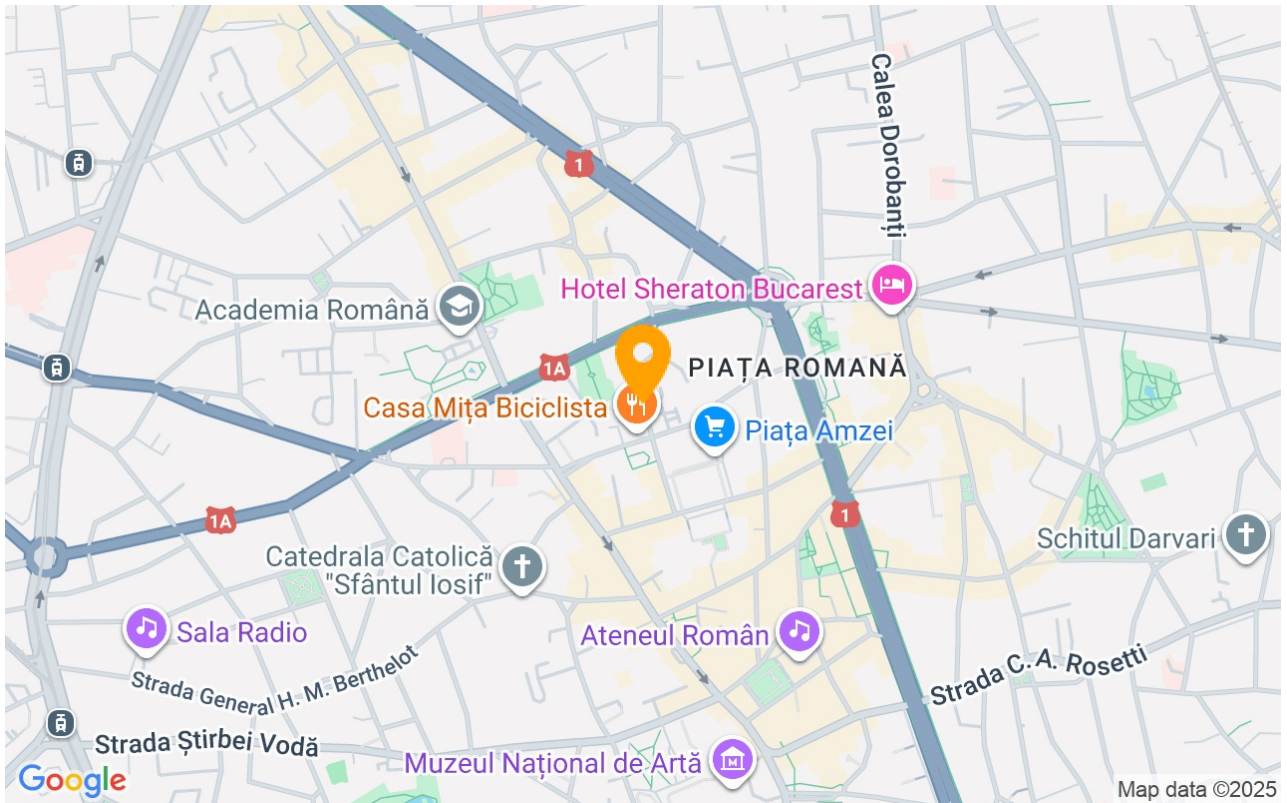 Calea Dorobanți
1
Hotel Sheraton Bucarest
Academia Română
1A
PIAȚA ROMANĂ
Casa Mița Biciclista
Piața Amzei
1A
1
Catedrala Catolică
"Sfântul Iosif"
Schitul Darvari
Sala Radio
Ateneul Român
Strada General H. M. Berthelot
Strada C. A. Rosetti
Strada Știrbei Vodă
Muzeul Național de Artă
Google
Map data ©2025